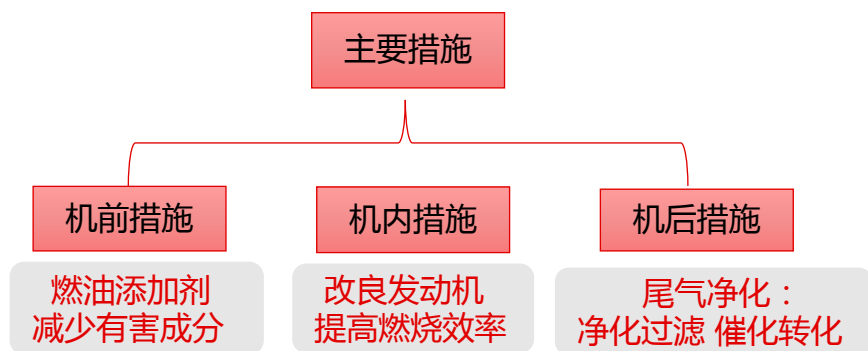 主要措施
机前措施
机内措施
机后措施
燃油添加剂
减少有害成分
改良发动机
提高燃烧效率
尾气净化：
净化过滤 催化转化